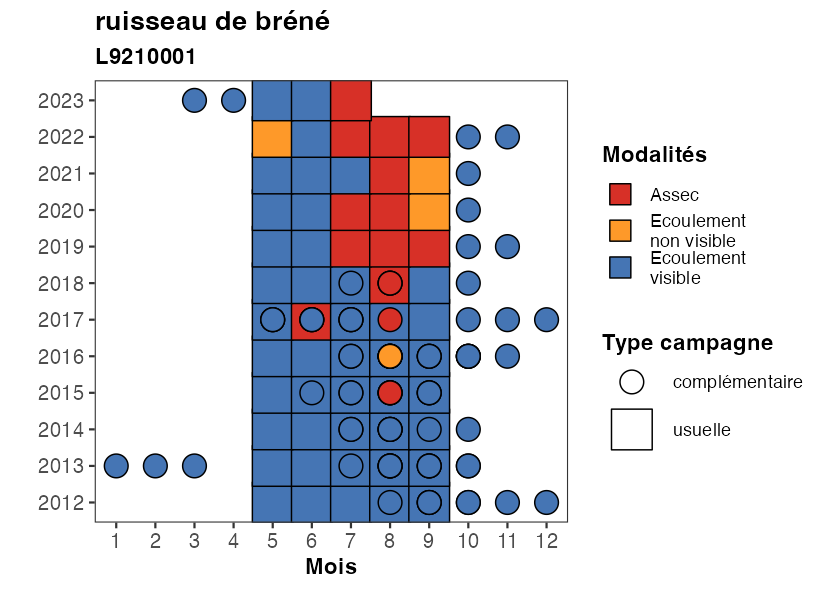 ruisseau de bréné
L9210001
2023
2022
2021
2020
2019
2018
2017
2016
2015
2014
2013
2012
1 2 3 4 5 6 7 8 9 10 11 12
Mois
Modalités
Assec
Ecoulement
non visible
Ecoulement
visible
Type campagne
complémentaire
usuelle